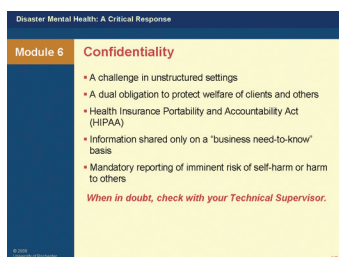 Disaster Mental Health: A Critical Response
Module 6
Confidentiality
▪ A challenge in unstructured settings
▪ A dual obligation to protect welfare of clients and others
▪ Health Insurance Portability and Accountability Act
(HIPAA)
▪ Information shared only on a "business need-to-know"
basis
▪ Mandatory reporting of imminent risk of self-harm or harm
to others
When in doubt, check with your Technical Supervisor.
University of Rochester